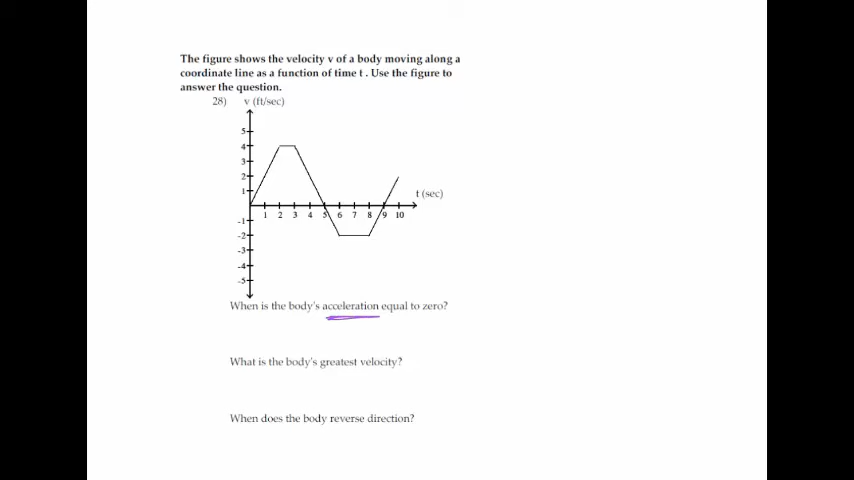 The figure shows the velocity v of a body moving along a
coordinate line as a function of time t . Use the figure to
answer the question.
28) v (ft/sec)
5
4
3
2
1
t (sec)
1 2 3 4 5 6 7 8 9 10
-1
-2
-3
-4
-5
When is the body's acceleration equal to zero?
What is the body's greatest velocity?
When does the body reverse direction?